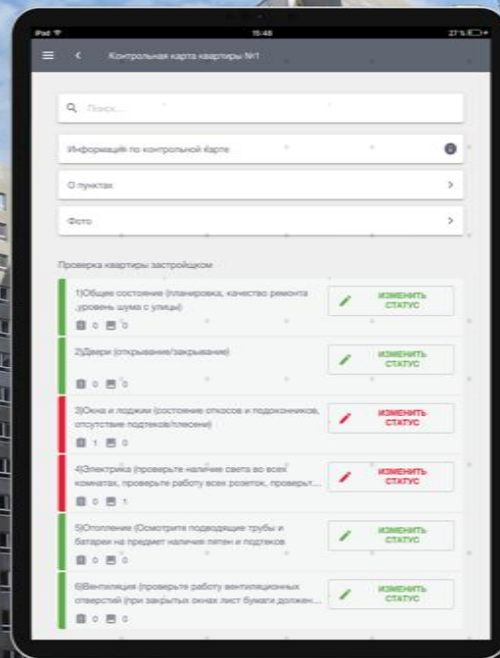 iPad
15:48
27 %
Контрольная карта квартиры №1
Поиск...
Информация по контрольной карте
О пунктах
Фото
Проверка квартиры застройщком
1)Общее состояние (планировка, качество ремонта
,уровень шума с улицы)
0 0
ИЗМЕНИТЬ
СТАТУС
2)Двери (открывание/закрывание)
0 0
ИЗМЕНИТЬ
СТАТУС
3)Окна и лоджии (состояние откосов и подоконников,
отсутствие подтеков/плесени)
1 0
ИЗМЕНИТЬ
СТАТУС
4)Электрика (проверьте наличие света во всех
комнатах, проверьте работу всех розеток, проверьт...
0 1
ИЗМЕНИТЬ
СТАТУС
5)Отопление (Осмотрите подводящие трубы и
батареи на предмет наличия пятен и подтеков
0 0
ИЗМЕНИТЬ
СТАТУС
6)Вентиляция (проверьте работу вентиляционных
отверстий (при закрытых окнах лист бумаги должен...
0 0
ИЗМЕНИТЬ
СТАТУС